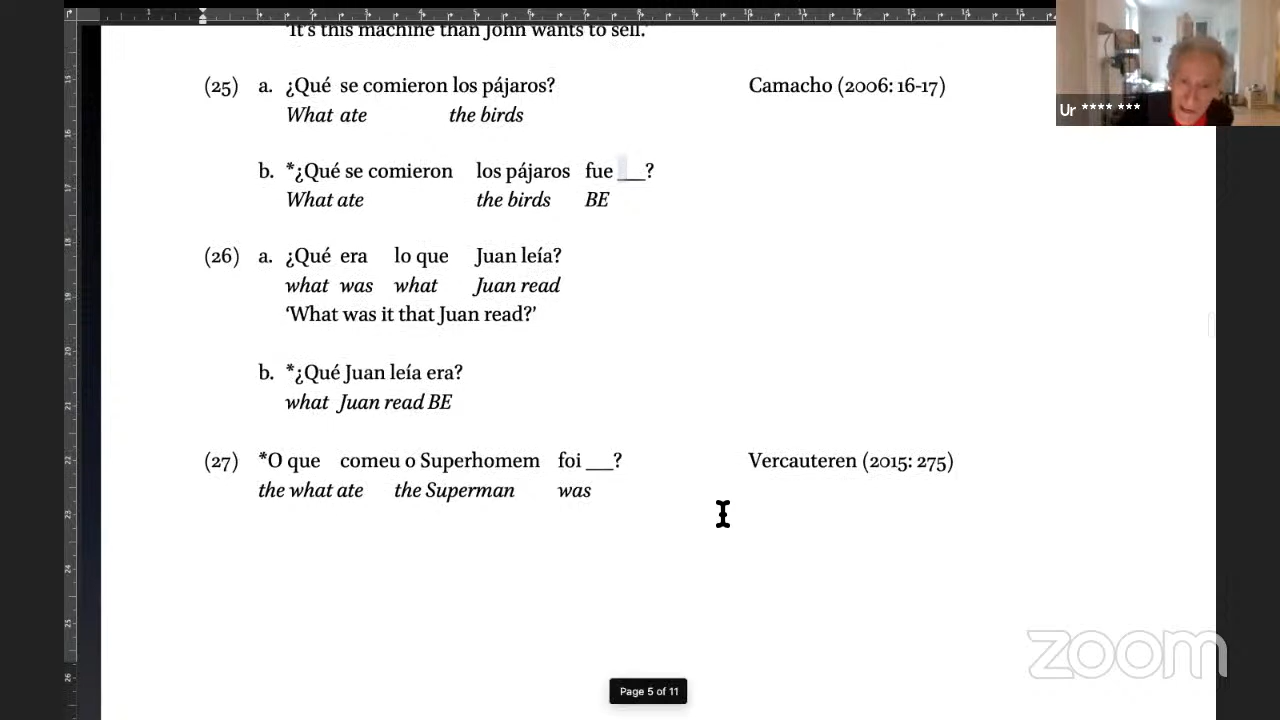 'It's this machine than John wants to sell.'
(25) a. ¿Qué se comieron los pájaros? Camacho (2006: 16-17)
What ate the birds
b. *¿Qué se comieron los pájaros fue __?
What ate the birds BE
(26) a. ¿Qué era lo que Juan leía?
what was what Juan read
‘What was it that Juan read?’
b. *¿Qué Juan leía era?
what Juan read BE
(27) *O que comeu o Superhomem foi __? Vercauteren (2015: 275)
the what ate the Superman was
Page 5 of 11
Ur **** ***
zoom